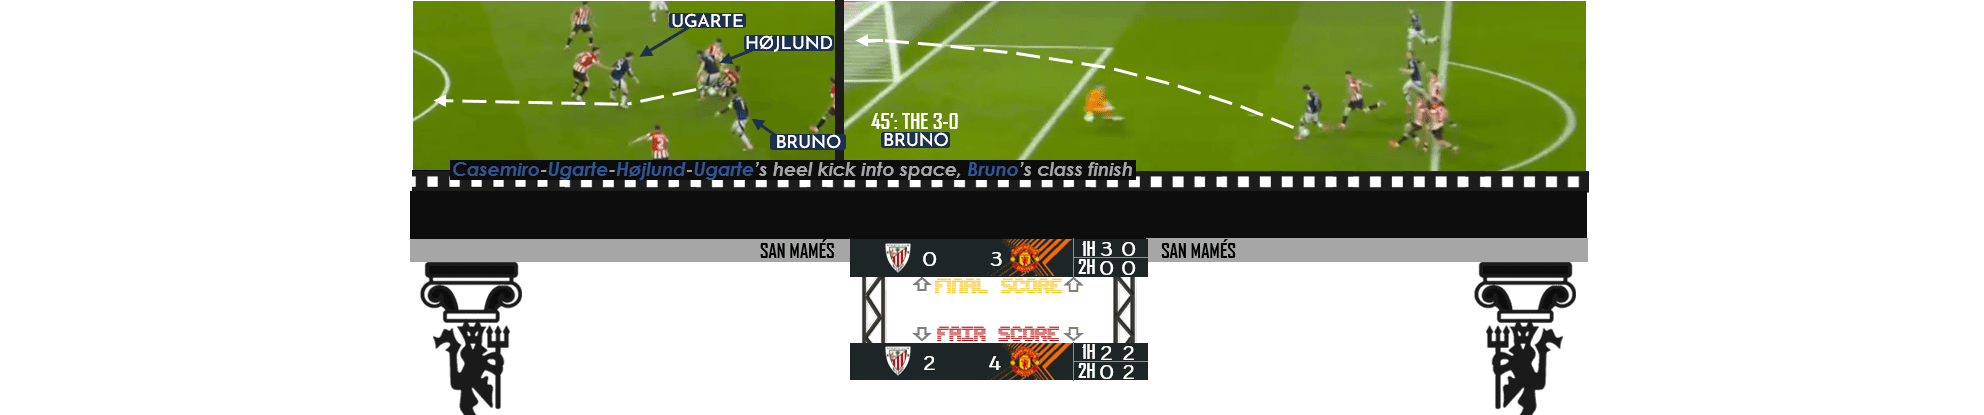 UGARTE
HØJLUND
BRUNO
45': THE 3-0
BRUNO
Casemiro-Ugarte-Højlund-Ugarte's heel kick into space, Bruno's class finish
SAN MAMÉS
0 3
1H 3 0
2H 0 0
SAN MAMÉS
FINAL SCORE
FAIR SCORE
2 4
1H 2 2
2H 0 2